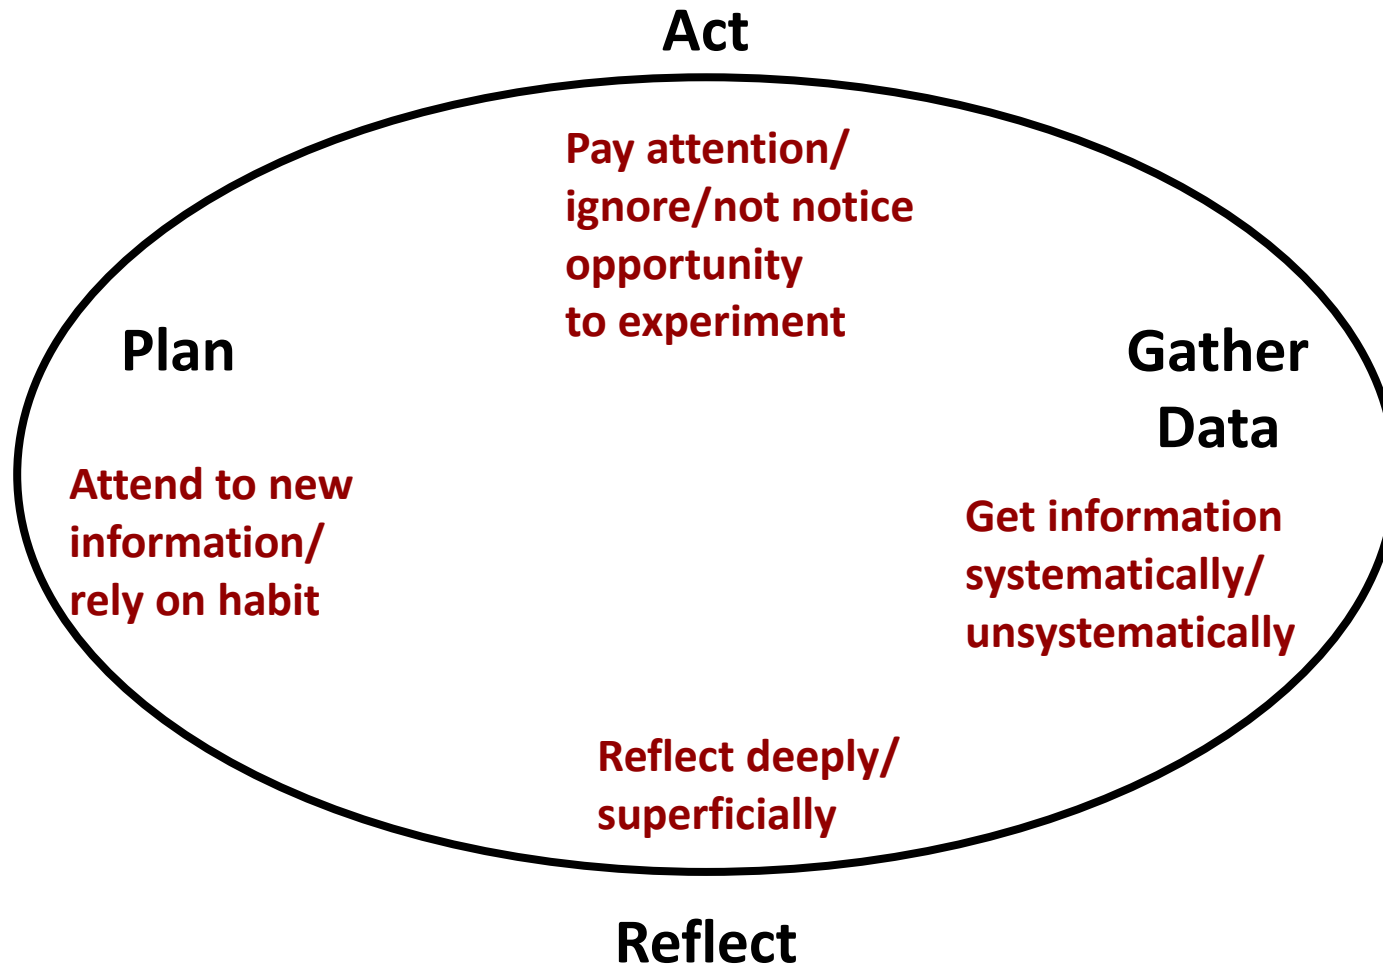 Act
Pay attention/
ignore/not notice
opportunity
to experiment
Plan
Attend to new
information/
rely on habit
Gather
Data
Get information
systematically/
unsystematically
Reflect deeply/
superficially
Reflect